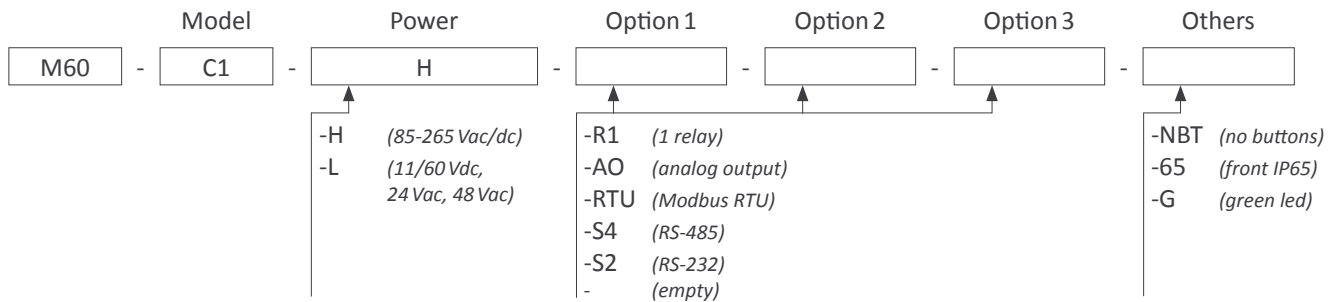 Model Power Option 1 Option 2 Option 3 Others
M60 - C1 - H - - - -
-H (85-265 Vac/dc) -R1 (1 relay) -NBT (no buttons)
-L (11/60 Vdc, -AO (analog output) -65 (front IP65)
24 Vac, 48 Vac) -RTU (Modbus RTU) -G (green led)
-S4 (RS-485)
-S2 (RS-232)
- (empty)